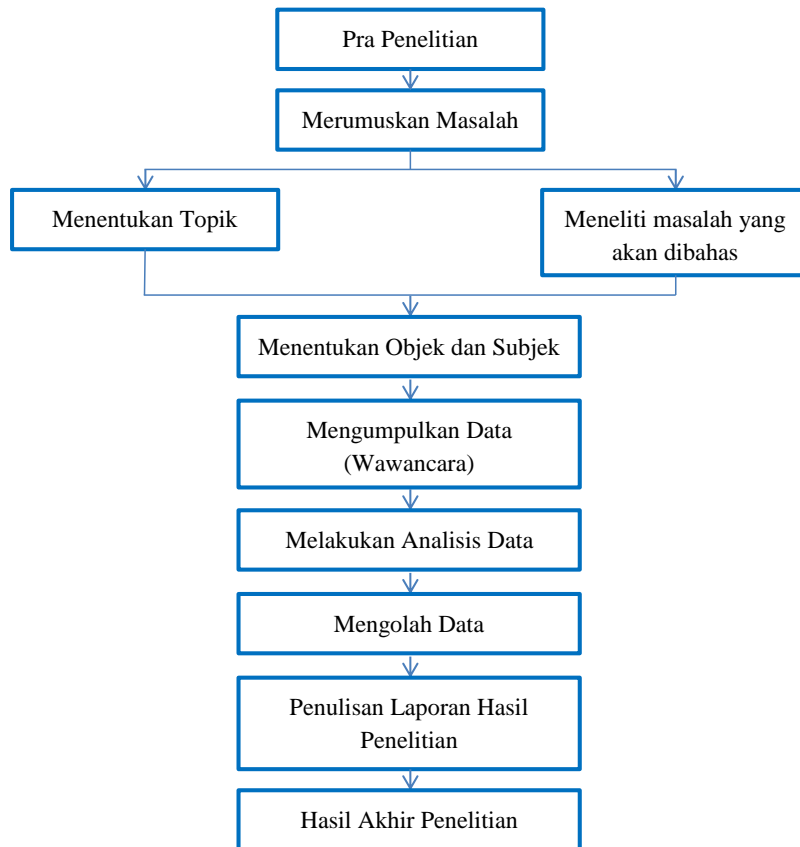 Pra Penelitian
Merumuskan Masalah
Menentukan Topik
Meneliti masalah yang
akan dibahas
Menentukan Objek dan Subjek
Mengumpulkan Data
(Wawancara)
Melakukan Analisis Data
Mengolah Data
Penulisan Laporan Hasil
Penelitian
Hasil Akhir Penelitian